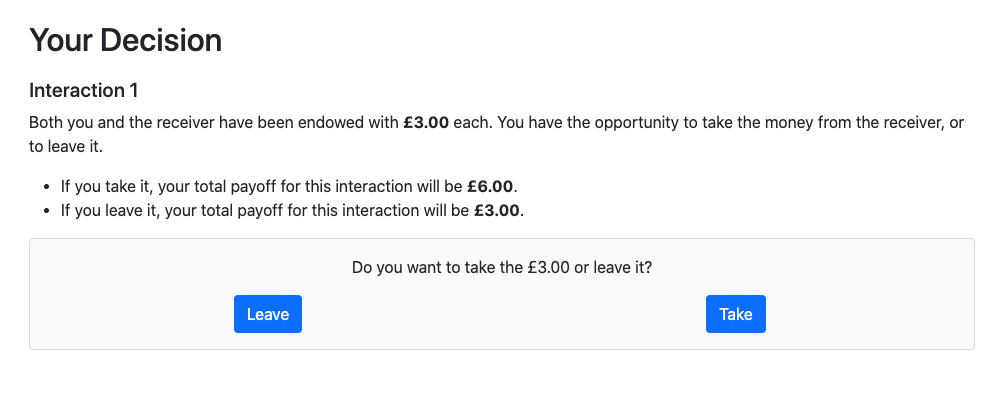 Your Decision
Interaction 1
Both you and the receiver have been endowed with £3.00 each. You have the opportunity to take the money from the receiver, or
to leave it.
• If you take it, your total payoff for this interaction will be £6.00.
• If you leave it, your total payoff for this interaction will be £3.00.
Do you want to take the £3.00 or leave it?
Leave Take